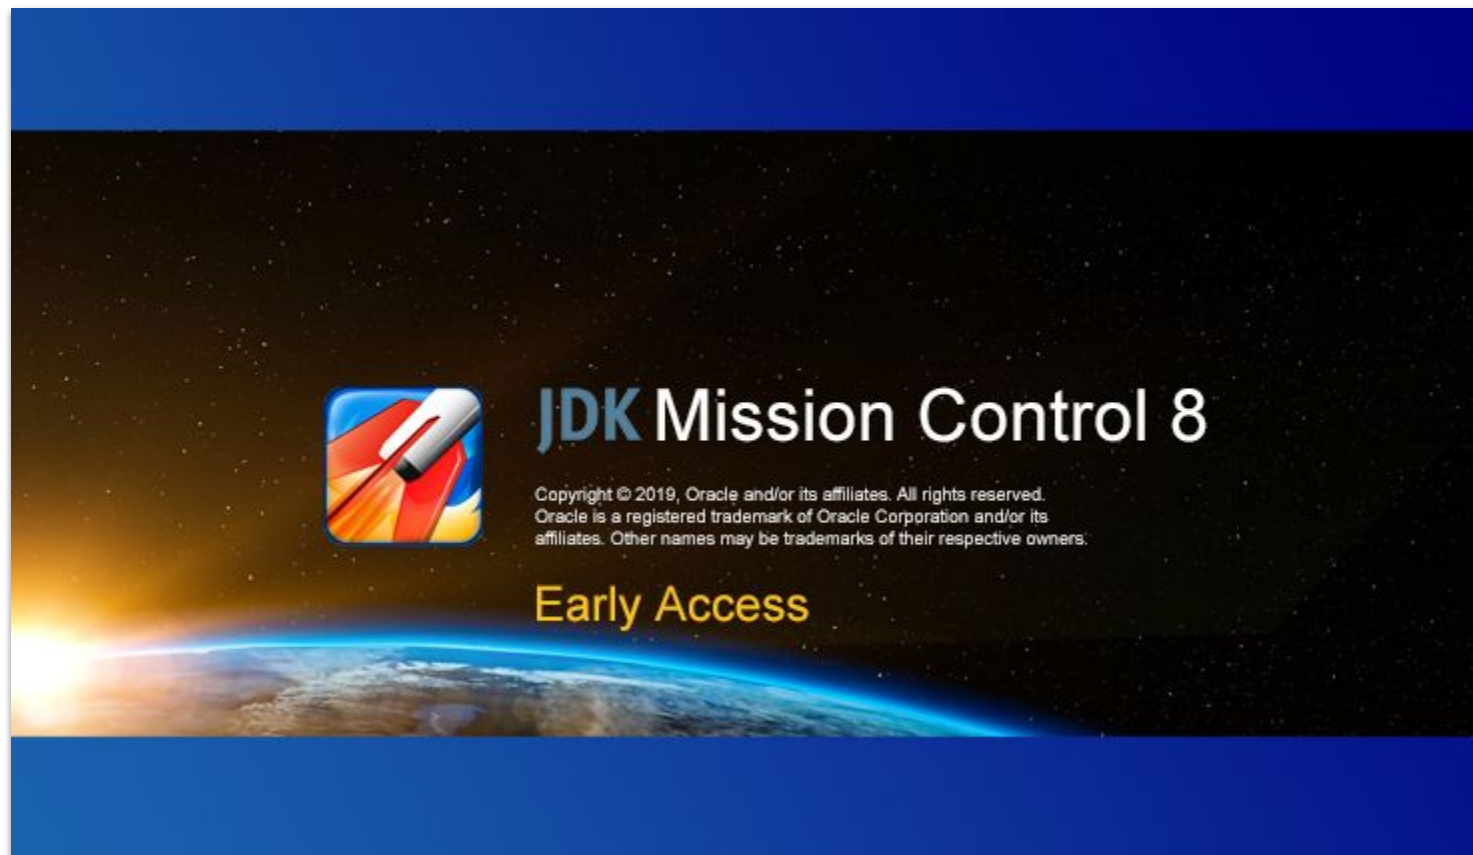 JDK Mission Control 8
Copyright © 2019, Oracle and/or its affiliates. All rights reserved.
Oracle is a registered trademark of Oracle Corporation and/or its
affiliates. Other names may be trademarks of their respective owners.
Early Access